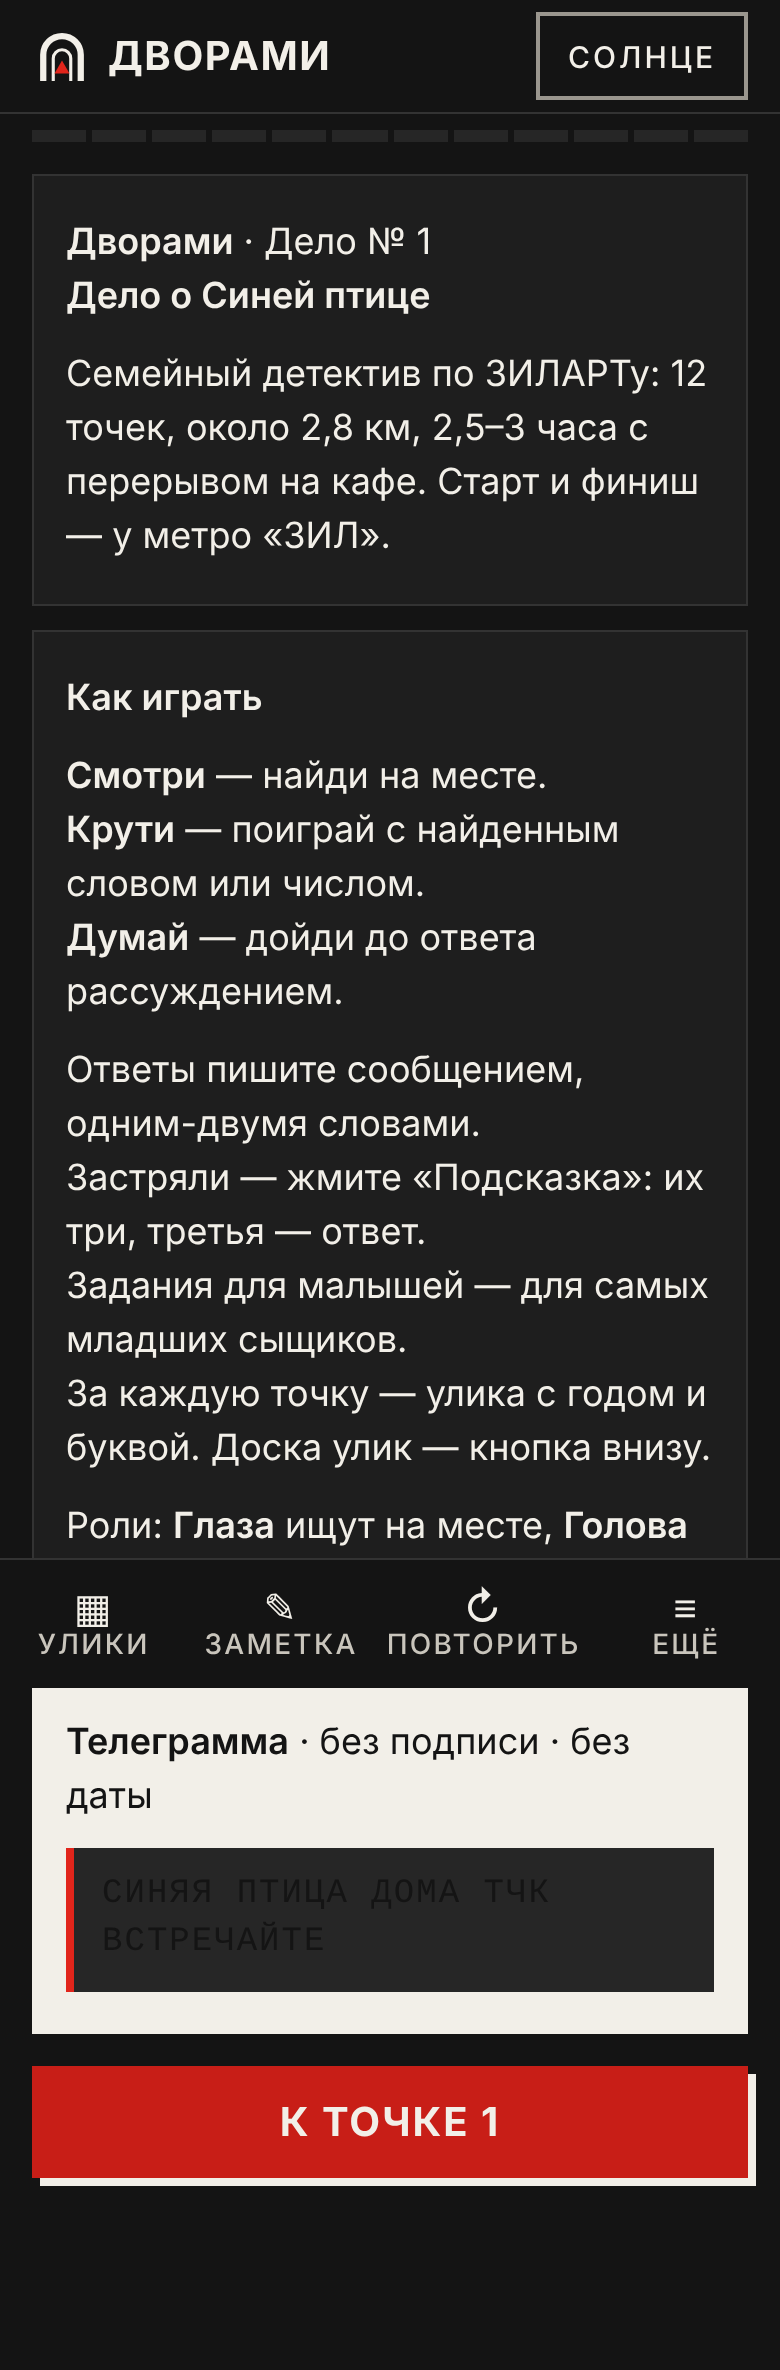 ДВОРАМИ
СОЛНЦЕ
Дворами · Дело № 1
Дело о Синей птице
Семейный детектив по ЗИЛАРТу: 12
точек, около 2,8 км, 2,5–3 часа с
перерывом на кафе. Старт и финиш
— у метро «ЗИЛ».
Как играть
Смотри — найди на месте.
Крути — поиграй с найденным
словом или числом.
Думай — дойди до ответа
рассуждением.
Ответы пишите сообщением,
одним-двумя словами.
Застряли — жмите «Подсказка»: их
три, третья — ответ.
Задания для малышей — для самых
младших сыщиков.
За каждую точку — улика с годом и
буквой. Доска улик — кнопка внизу.
Роли: Глаза ищут на месте, Голова
УЛИКИ ЗАМЕТКА ПОВТОРИТЬ ЕЩЁ
Телеграмма · без подписи · без
даты
СИНЯЯ ПТИЦА ДОМА ТЧК
ВСТРЕЧАЙТЕ
К ТОЧКЕ 1